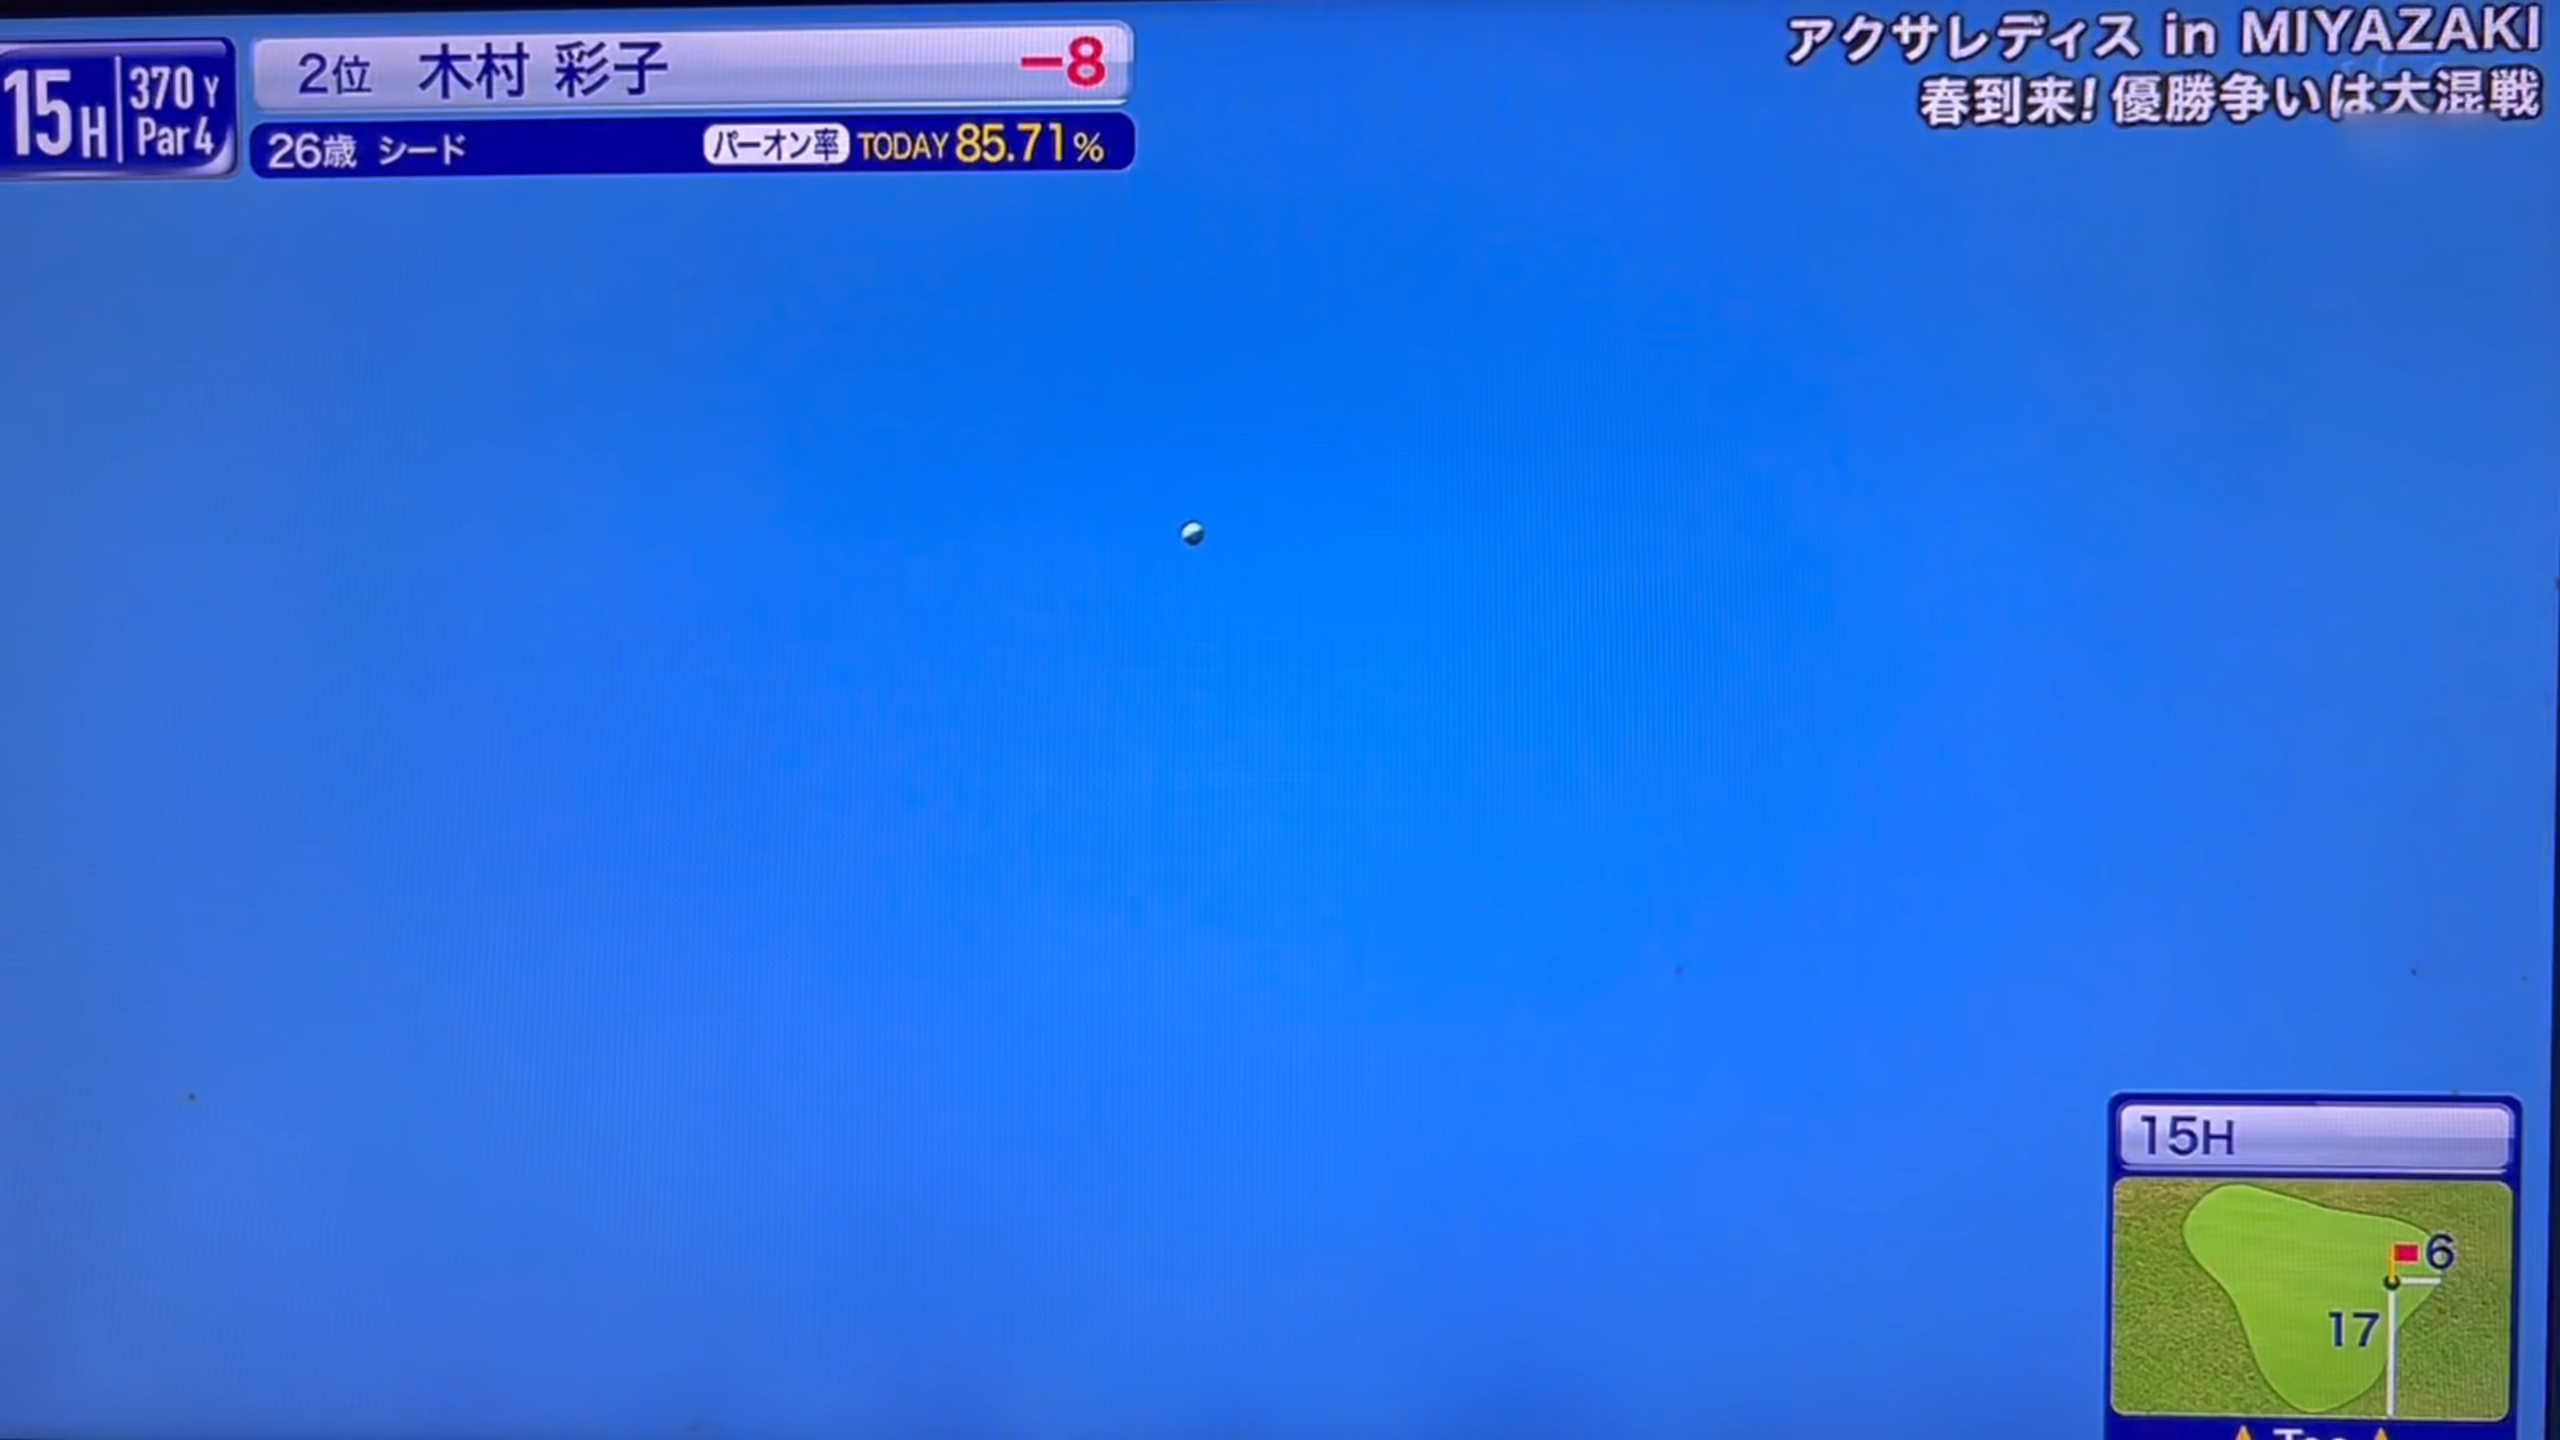 15H 370Y Par4
2位 木村 彩子 -8
26歳 シード パーオン率 TODAY 85.71%
アクサレディス in MIYAZAKI
春到来!優勝争いは大混戦
15H
6
17